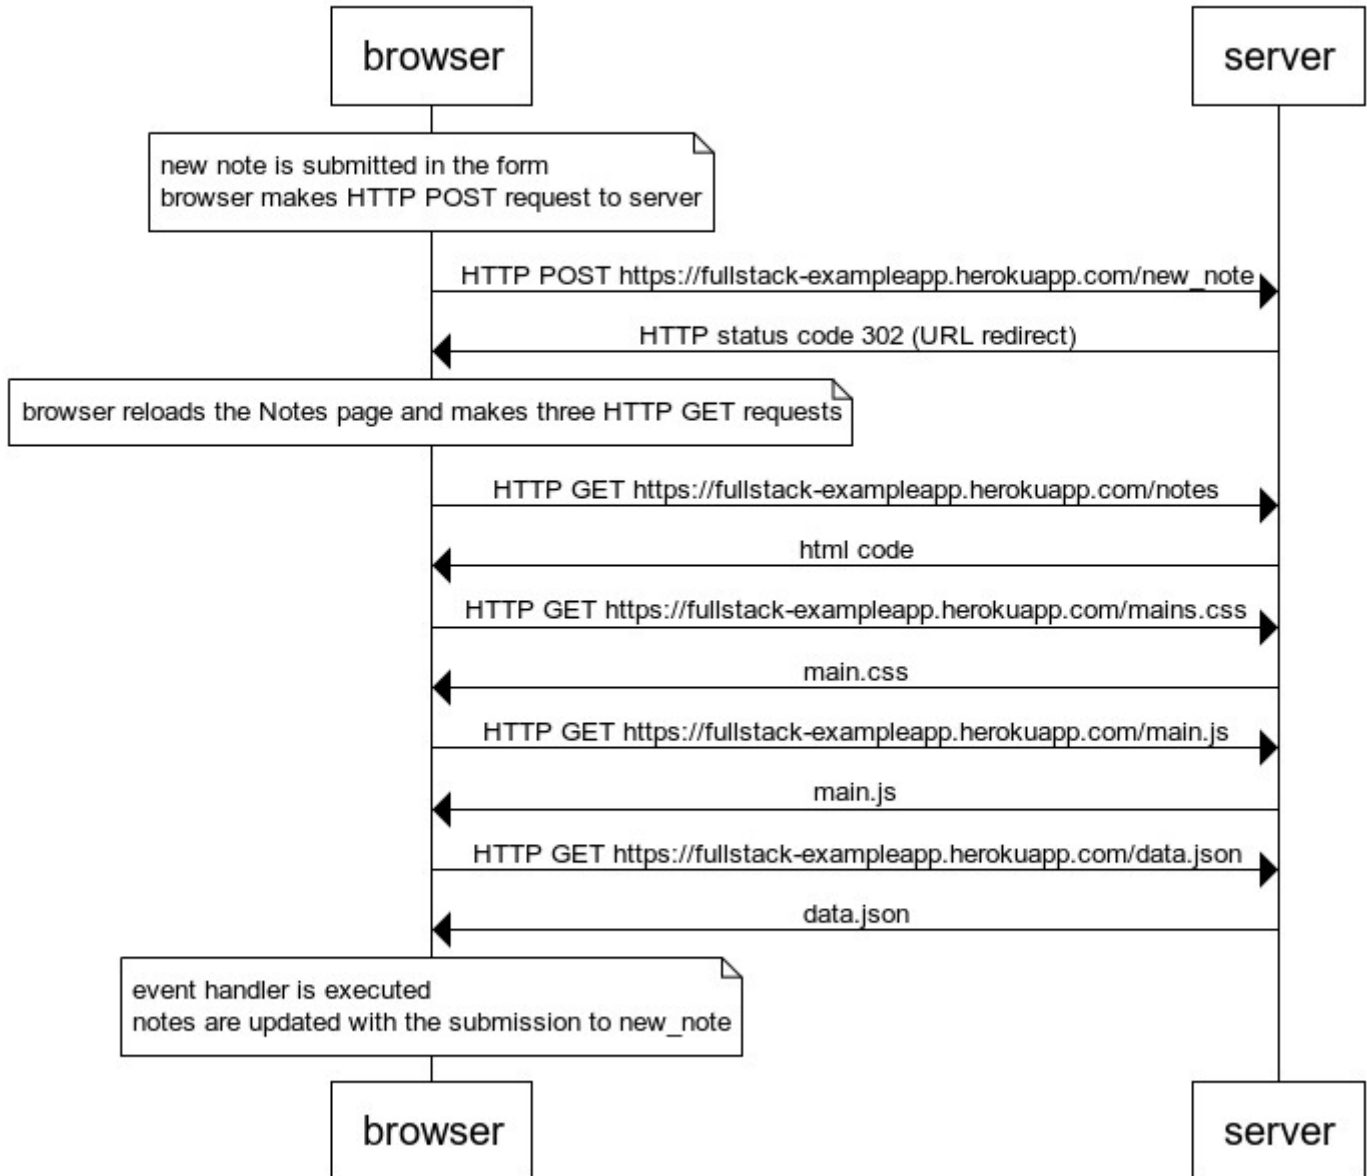 browser
server
new note is submitted in the form
browser makes HTTP POST request to server
HTTP POST https://fullstack-exampleapp.herokuapp.com/new_note
HTTP status code 302 (URL redirect)
browser reloads the Notes page and makes three HTTP GET requests
HTTP GET https://fullstack-exampleapp.herokuapp.com/notes
html code
HTTP GET https://fullstack-exampleapp.herokuapp.com/mains.css
main.css
HTTP GET https://fullstack-exampleapp.herokuapp.com/main.js
main.js
HTTP GET https://fullstack-exampleapp.herokuapp.com/data.json
data.json
event handler is executed
notes are updated with the submission to new_note
browser
server